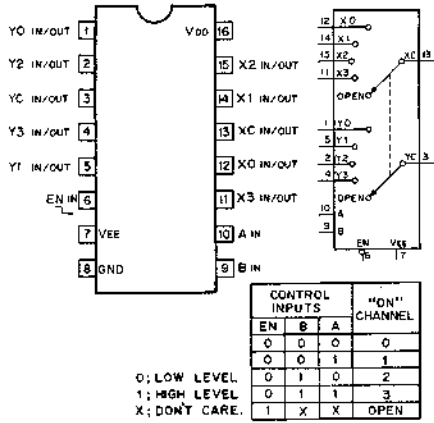 Y0 IN/OUT 1
Y2 IN/OUT 2
YC IN/OUT 3
Y3 IN/OUT 4
Y1 IN/OUT 5
EN IN 6
7 VEE
8 GND
VDD 16
15 X2 IN/OUT
14 X1 IN/OUT
13 XC IN/OUT
12 X0 IN/OUT
11 X3 IN/OUT
10 A IN
9 B IN
12 X0
14 X1
15 X2
11 X3
OPEN
XC 13
1 Y0
5 Y1
2 Y2
4 Y3
OPEN
YC 3
10 A
9 B
EN VEE
6 7
CONTROL INPUTS "ON" CHANNEL
EN B A
0 0 0 0
0 0 1 1
0 1 0 2
0 1 1 3
1 X X OPEN
0; LOW LEVEL
1; HIGH LEVEL
X; DON'T CARE.